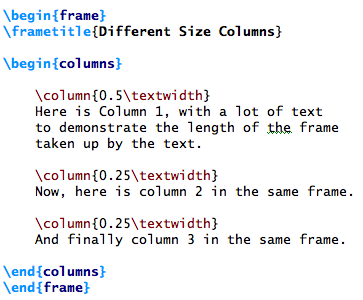 \begin{frame}
\frametitle{Different Size Columns}
\begin{columns}
\column{0.5\textwidth}
Here is Column 1, with a lot of text
to demonstrate the length of the frame
taken up by the text.
\column{0.25\textwidth}
Now, here is column 2 in the same frame.
\column{0.25\textwidth}
And finally column 3 in the same frame.
\end{columns}
\end{frame}